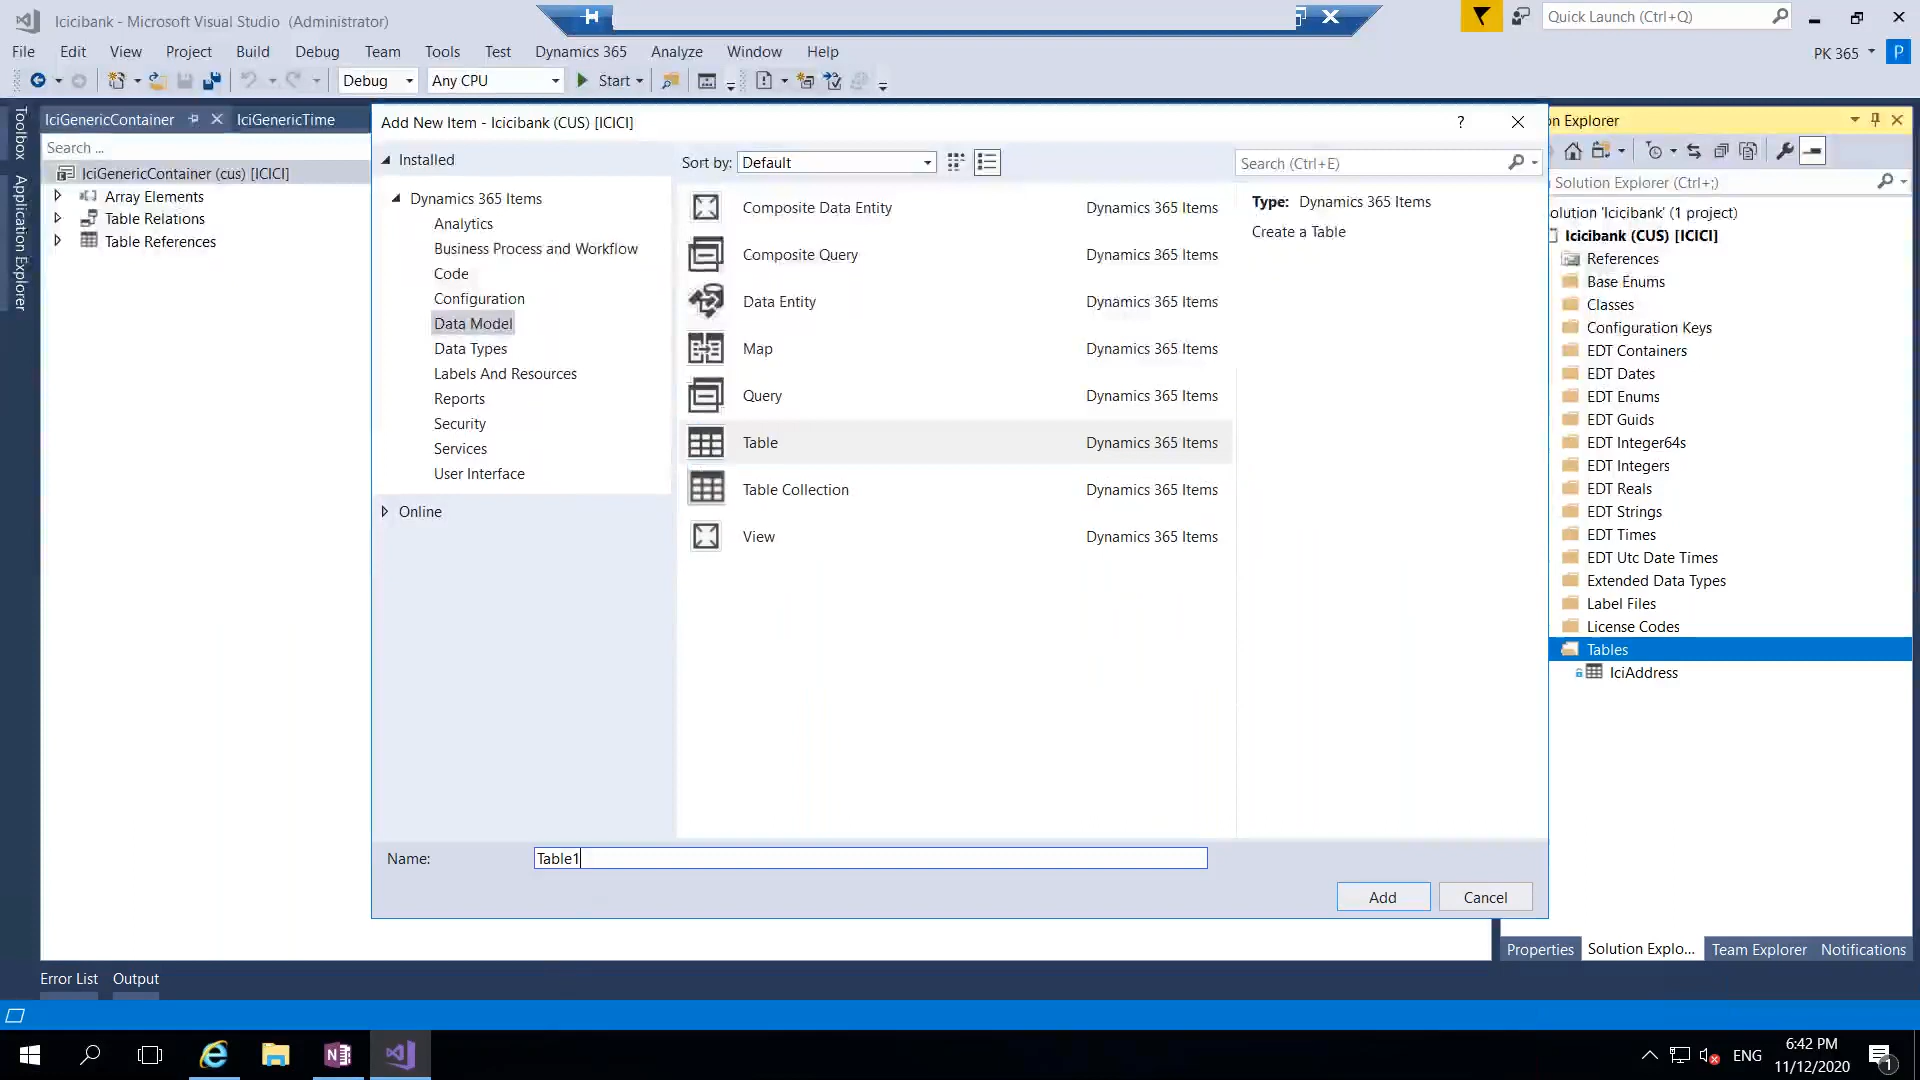 Icicibank - Microsoft Visual Studio (Administrator)
Quick Launch (Ctrl+Q)
File Edit View Project Build Debug Team Tools Test Dynamics 365 Analyze Window Help
PK 365 P
Debug Any CPU Start
Toolbox
Application Explorer
IciGenericContainer IciGenericTime
Search ...
IciGenericContainer (cus) [ICICI]
Array Elements
Table Relations
Table References
Add New Item - Icicibank (CUS) [ICICI]
?
Installed
Sort by: Default
Search (Ctrl+E)
Dynamics 365 Items
Analytics
Business Process and Workflow
Code
Configuration
Data Model
Data Types
Labels And Resources
Reports
Security
Services
User Interface
Online
Composite Data Entity Dynamics 365 Items
Composite Query Dynamics 365 Items
Data Entity Dynamics 365 Items
Map Dynamics 365 Items
Query Dynamics 365 Items
Table Dynamics 365 Items
Table Collection Dynamics 365 Items
View Dynamics 365 Items
Type: Dynamics 365 Items
Create a Table
Name: Table1
Add Cancel
on Explorer
Solution Explorer (Ctrl+;)
olution 'Icicibank' (1 project)
Icicibank (CUS) [ICICI]
References
Base Enums
Classes
Configuration Keys
EDT Containers
EDT Dates
EDT Enums
EDT Guids
EDT Integer64s
EDT Integers
EDT Reals
EDT Strings
EDT Times
EDT Utc Date Times
Extended Data Types
Label Files
License Codes
Tables
IciAddress
Properties Solution Explo... Team Explorer Notifications
Error List Output
ENG
6:42 PM
11/12/2020
1